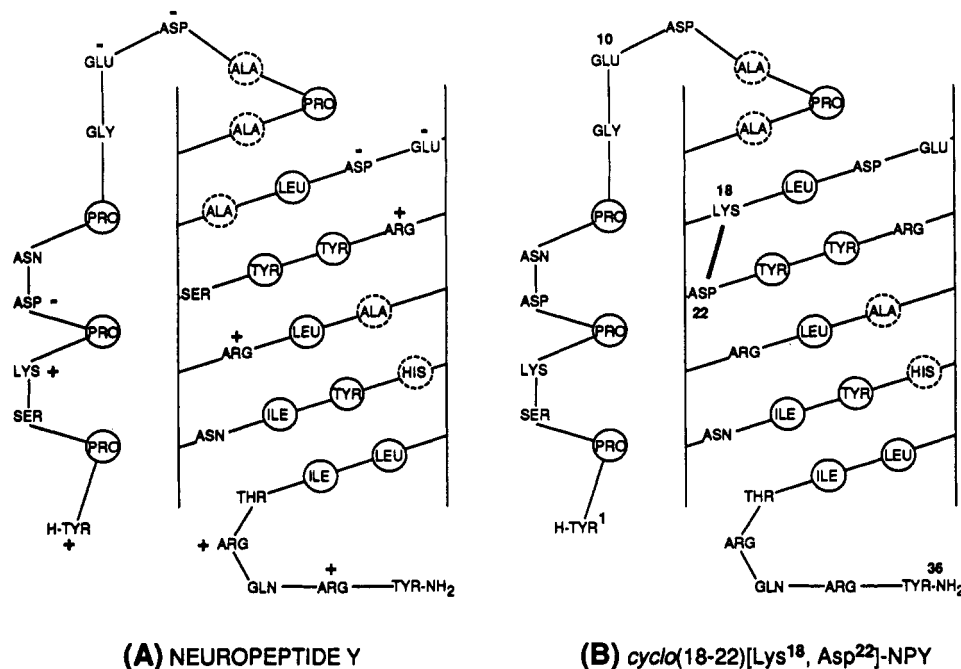 ASP
GLU
ALA
PRO
GLY
ALA
GLU
ASP
LEU
ALA
PRO
ARG
ASN
TYR
TYR
SER
ASP
PRO
ALA
LEU
ARG
LYS
HIS
TYR
ILE
SER
ASN
PRO
LEU
ILE
THR
H-TYR
+
+ ARG
+
GLN ARG TYR-NH2
(A) NEUROPEPTIDE Y
ASP
10
GLU
ALA
PRO
GLY
ALA
GLU
ASP
LEU
18
LYS
PRO
ARG
TYR
TYR
ASN
ASP
22
ASP
PRO
ALA
LEU
ARG
LYS
HIS
TYR
ILE
SER
ASN
PRO
LEU
ILE
THR
H-TYR1
ARG
36
GLN ARG TYR-NH2
(B) cyclo(18-22)[Lys18, Asp22]-NPY